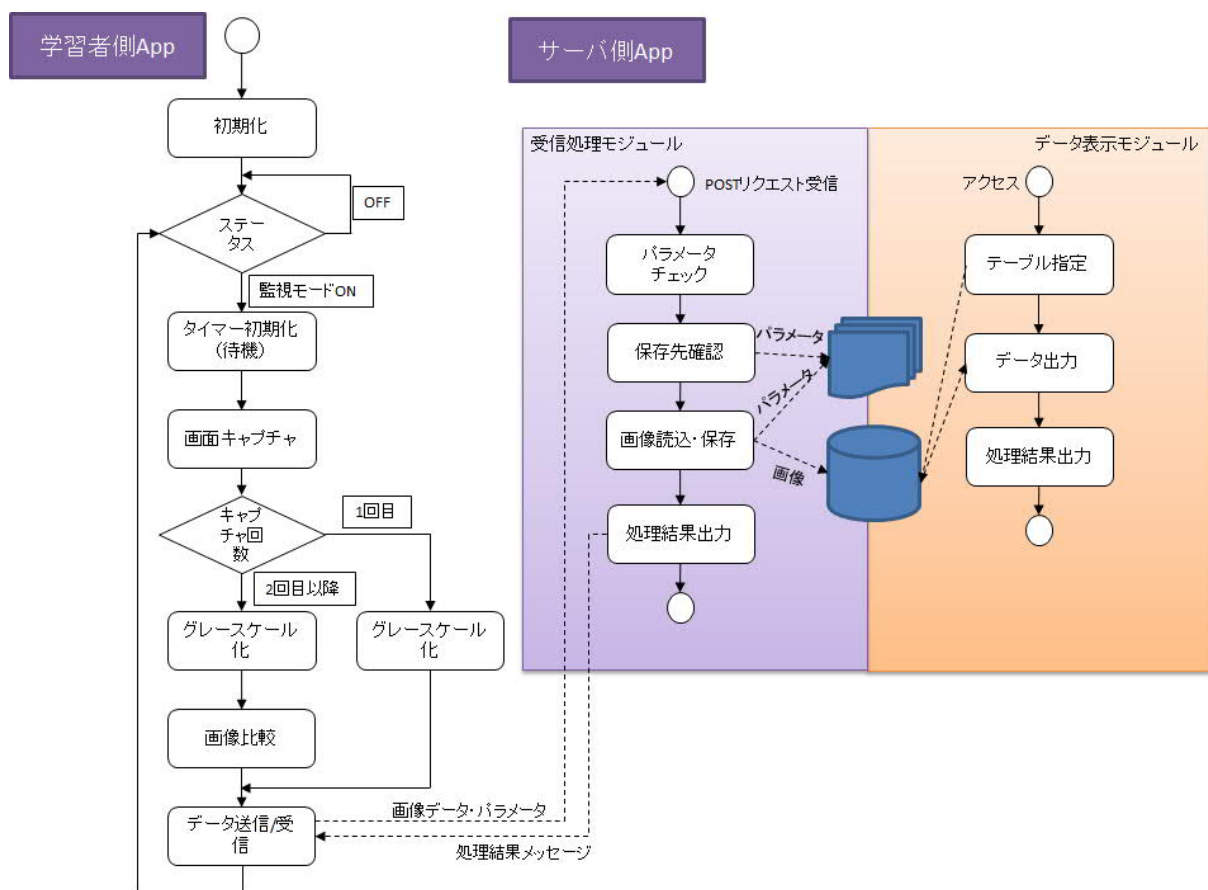 学習者側App
初期化
OFF
ステー
タス
監視モードON
タイマー初期化
(待機)
画面キャプチャ
キャプ
チャ回
数
1回目
2回目以降
グレースケール
化
グレースケール
化
画像比較
データ送信/受
信
画像データ・パラメータ
処理結果メッセージ
サーバ側App
受信処理モジュール
POSTリクエスト受信
パラメータ
チェック
保存先確認
パラメータ
パラメータ
画像読込・保存
画像
処理結果出力
データ表示モジュール
アクセス
テーブル指定
データ出力
処理結果出力